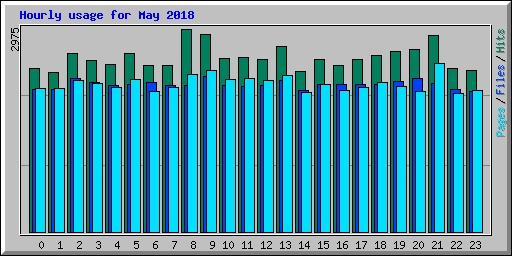 Hourly usage for May 2018
2975
Pages / Files / Hits
0 1 2 3 4 5 6 7 8 9 10 11 12 13 14 15 16 17 18 19 20 21 22 23